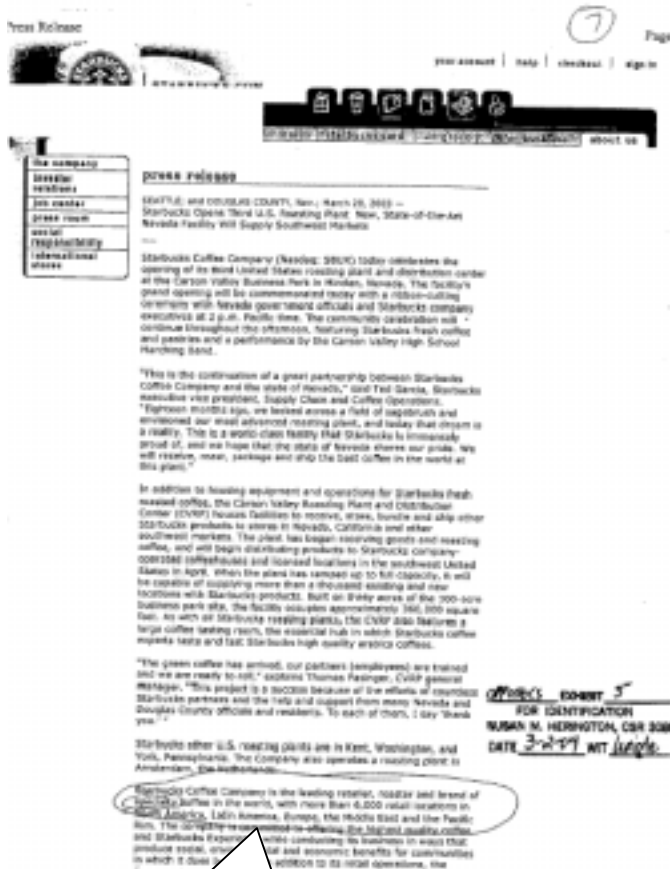 Press Release
7
Page
your account | help | checkout | sign in
STARBUCKS.COM
about us
the company
investor
relations
job center
press room
social
responsibility
international
stores
press release
SEATTLE; and DOUGLAS COUNTY, Nev.; March 20, 2003 —
Starbucks Opens Third U.S. Roasting Plant New, State-of-the-Art
Nevada Facility Will Supply Southwest Markets
Starbucks Coffee Company (Nasdaq: SBUX) today celebrates the
opening of its third United States roasting plant and distribution center
at the Carson Valley Business Park in Minden, Nevada. The facility's
grand opening will be commemorated today with a ribbon-cutting
ceremony with Nevada government officials and Starbucks company
executives at 2 p.m. Pacific time. The community celebration will
continue throughout the afternoon, featuring Starbucks fresh coffee
and pastries and a performance by the Carson Valley High School
Marching Band.
"This is the continuation of a great partnership between Starbucks
Coffee Company and the state of Nevada," said Ted Garcia, Starbucks
executive vice president, Supply Chain and Coffee Operations.
"Eighteen months ago, we looked across a field of sagebrush and
envisioned our most advanced roasting plant, and today that dream is
a reality. This is a world-class facility that Starbucks is immensely
proud of, and we hope that the state of Nevada shares our pride. We
will receive, roast, package and ship the best coffee in the world at
this plant."
In addition to housing equipment and operations for Starbucks fresh
roasted coffee, the Carson Valley Roasting Plant and Distribution
Center (CVRP) houses facilities to receive, store, bundle and ship other
Starbucks products to stores in Nevada, California and other
southwest markets. The plant has begun receiving goods and roasting
coffee, and will begin distributing products to Starbucks company-
operated coffeehouses and licensed locations in the southwest United
States in April. When the plant has ramped up to full capacity, it will
be capable of supplying more than a thousand existing and new
locations with Starbucks products. Built on thirty acres of the
business park site, the facility occupies approximately 360,000 square
feet. As with all Starbucks roasting plants, the CVRP also features a
large coffee tasting room, the essential hub in which Starbucks coffee
experts taste and test Starbucks high quality arabica coffees.
"The green coffee has arrived, our partners (employees) are trained
and we are ready to roll," explains Thomas CVRP general
manager. "This project is a success because of the efforts of countless
Starbucks partners and the help and support from many Nevada and
Douglas County officials and residents. To each of them, I say 'thank
you.'"
EXHIBIT 5
FOR IDENTIFICATION
SUSAN N. HERINGTON, CSR
DATE WIT
Starbucks other U.S. roasting plants are in Kent, Washington, and
York, Pennsylvania. The Company also operates a roasting plant in
Amsterdam, the Netherlands.
Starbucks Coffee Company is the leading retailer, roaster and brand of
specialty coffee in the world, with more than 6,000 retail locations in
North America, Latin America, Europe, the Middle East and the Pacific
Rim. The company is committed to offering the highest quality coffee
and Starbucks Experience while conducting its business in ways that
produce social, and economic benefits for communities
in which it does addition to its retail operations, the